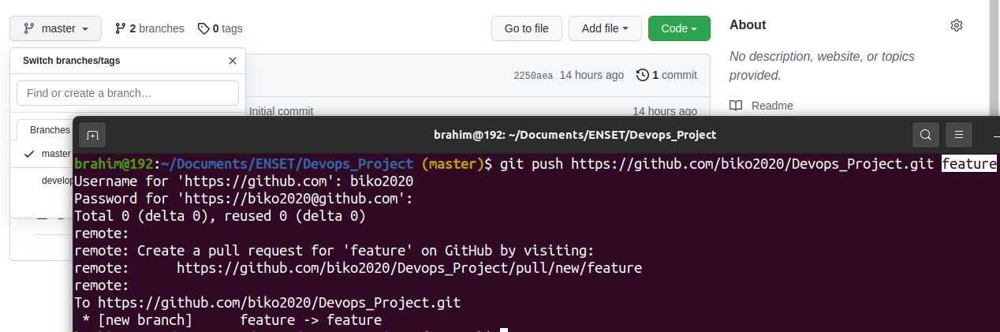 master 2 branches 0 tags Go to file Add file Code About
Switch branches/tags
No description, website, or topics
provided.
2250aea 14 hours ago 1 commit
Find or create a branch…
Readme
Initial commit 14 hours ago
Branches
master
develop
brahim@192: ~/Documents/ENSET/Devops_Project
brahim@192:~/Documents/ENSET/Devops_Project (master)$ git push https://github.com/biko2020/Devops_Project.git feature
Username for 'https://github.com': biko2020
Password for 'https://biko2020@github.com':
Total 0 (delta 0), reused 0 (delta 0)
remote:
remote: Create a pull request for 'feature' on GitHub by visiting:
remote:      https://github.com/biko2020/Devops_Project/pull/new/feature
remote:
To https://github.com/biko2020/Devops_Project.git
 * [new branch]      feature -> feature